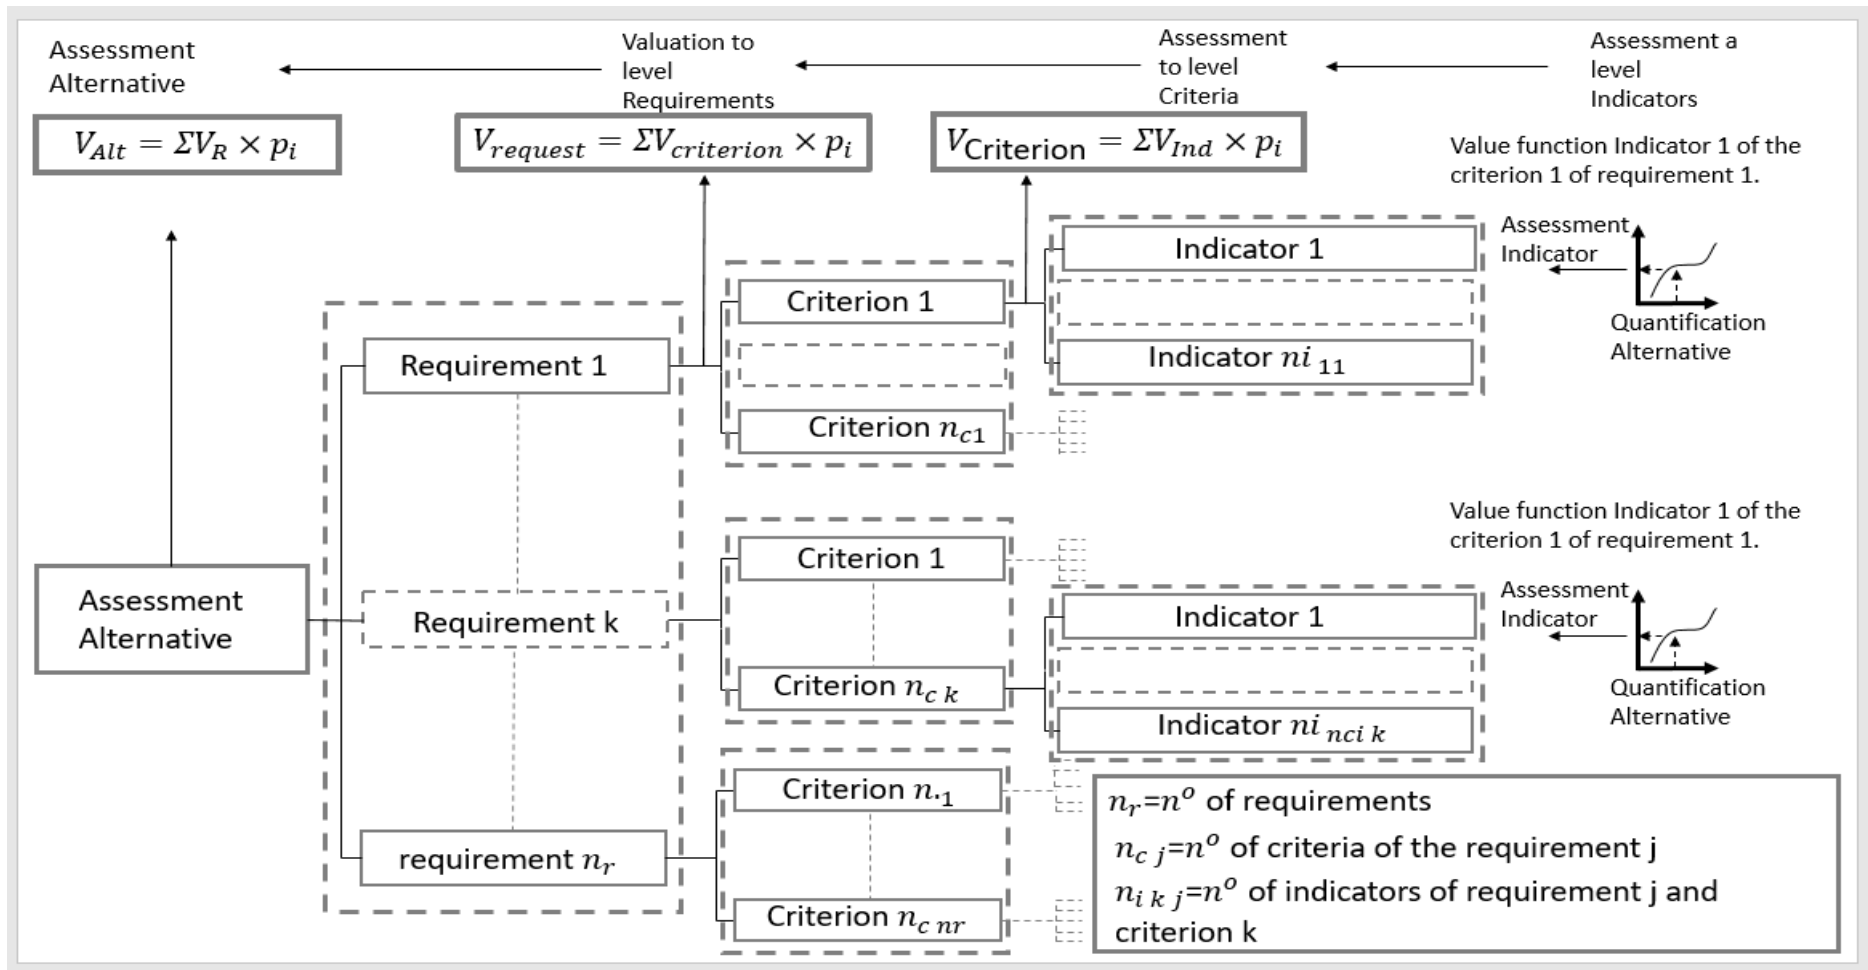 Assessment
Alternative
Valuation to
level
Requirements
Assessment
to level
Criteria
Assessment a
level
Indicators
V_Alt = ΣV_R × p_i
V_request = ΣV_criterion × p_i
V_Criterion = ΣV_Ind × p_i
Value function Indicator 1 of the
criterion 1 of requirement 1.
Assessment
Indicator
Quantification
Alternative
Indicator 1
Indicator ni_11
Criterion 1
Criterion n_c1
Requirement 1
Value function Indicator 1 of the
criterion 1 of requirement 1.
Assessment
Indicator
Quantification
Alternative
Criterion 1
Criterion n_c k
Indicator 1
Indicator ni_nci k
Assessment
Alternative
Requirement k
Criterion n._1
Criterion n_c nr
requirement n_r
n_r=n° of requirements
n_c j=n° of criteria of the requirement j
n_i k j=n° of indicators of requirement j and
criterion k